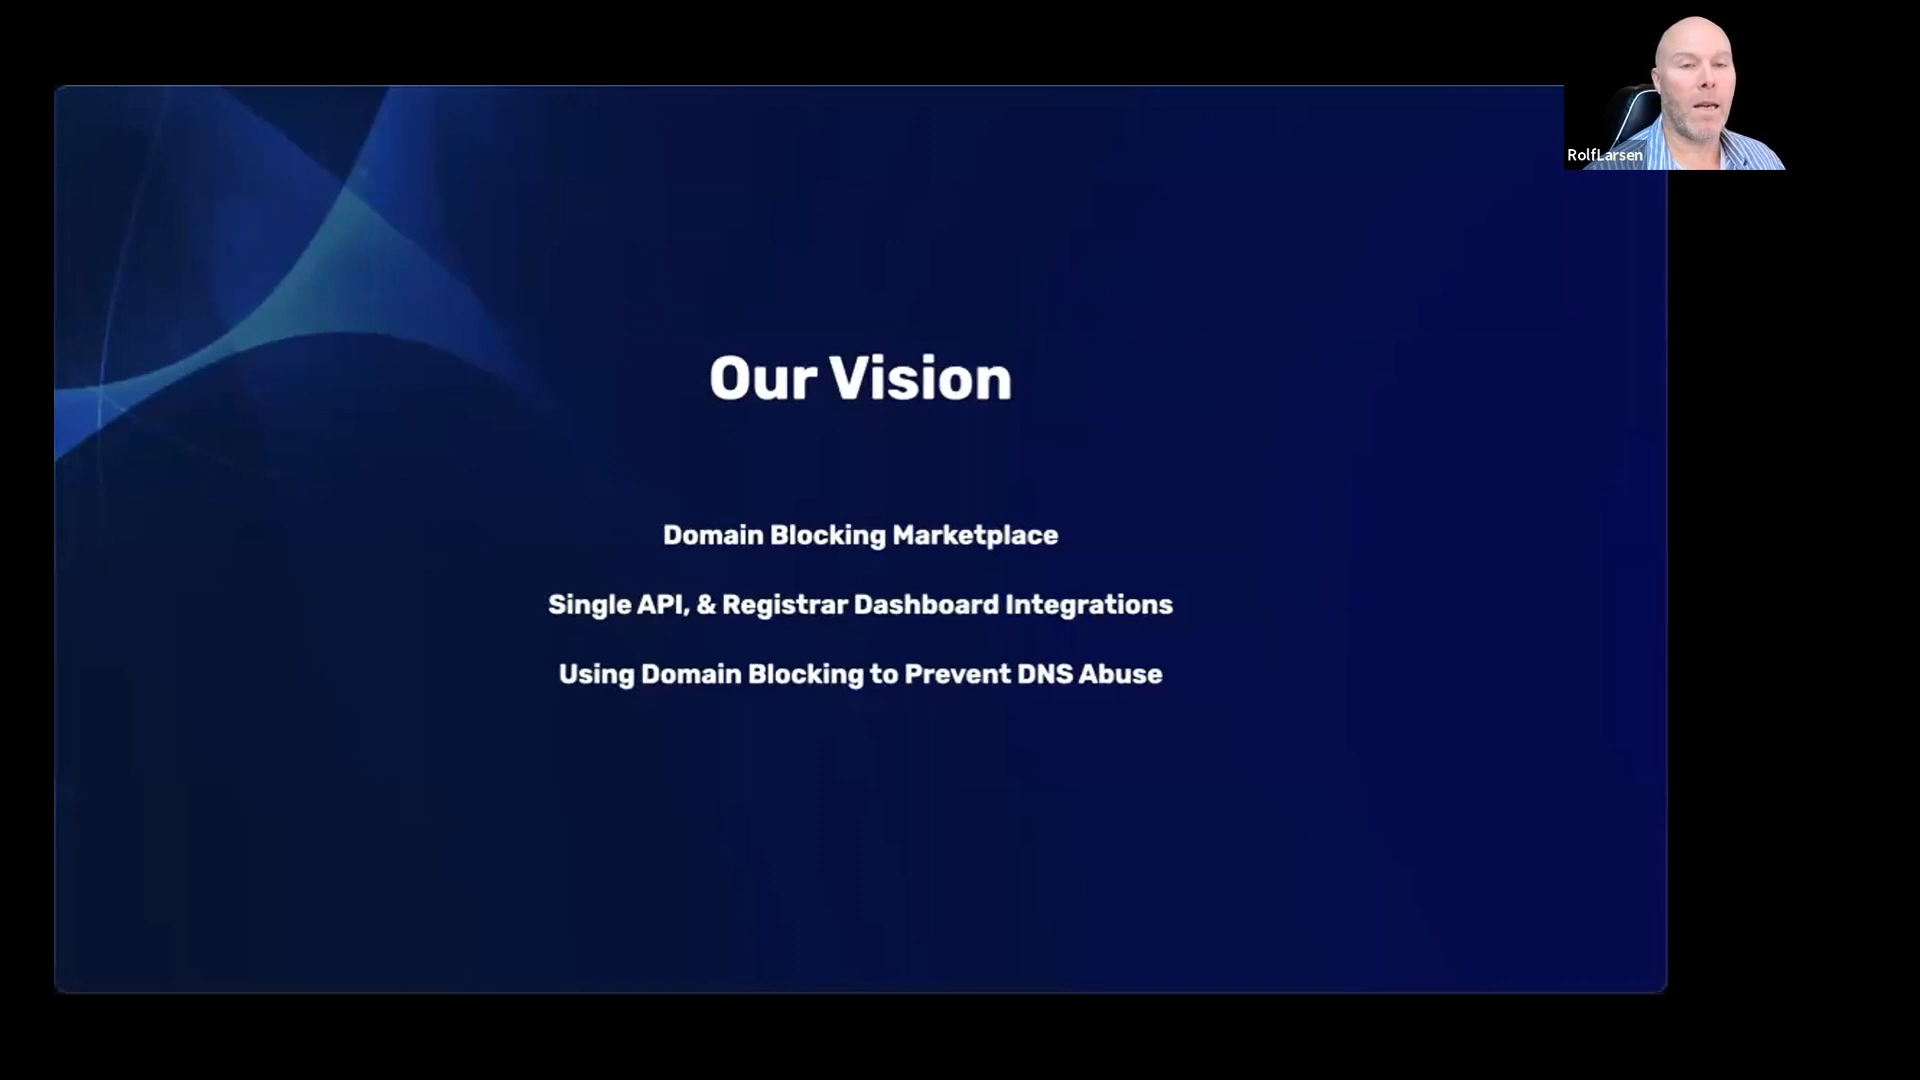 RolfLarsen
Our Vision
Domain Blocking Marketplace
Single API, & Registrar Dashboard Integrations
Using Domain Blocking to Prevent DNS Abuse